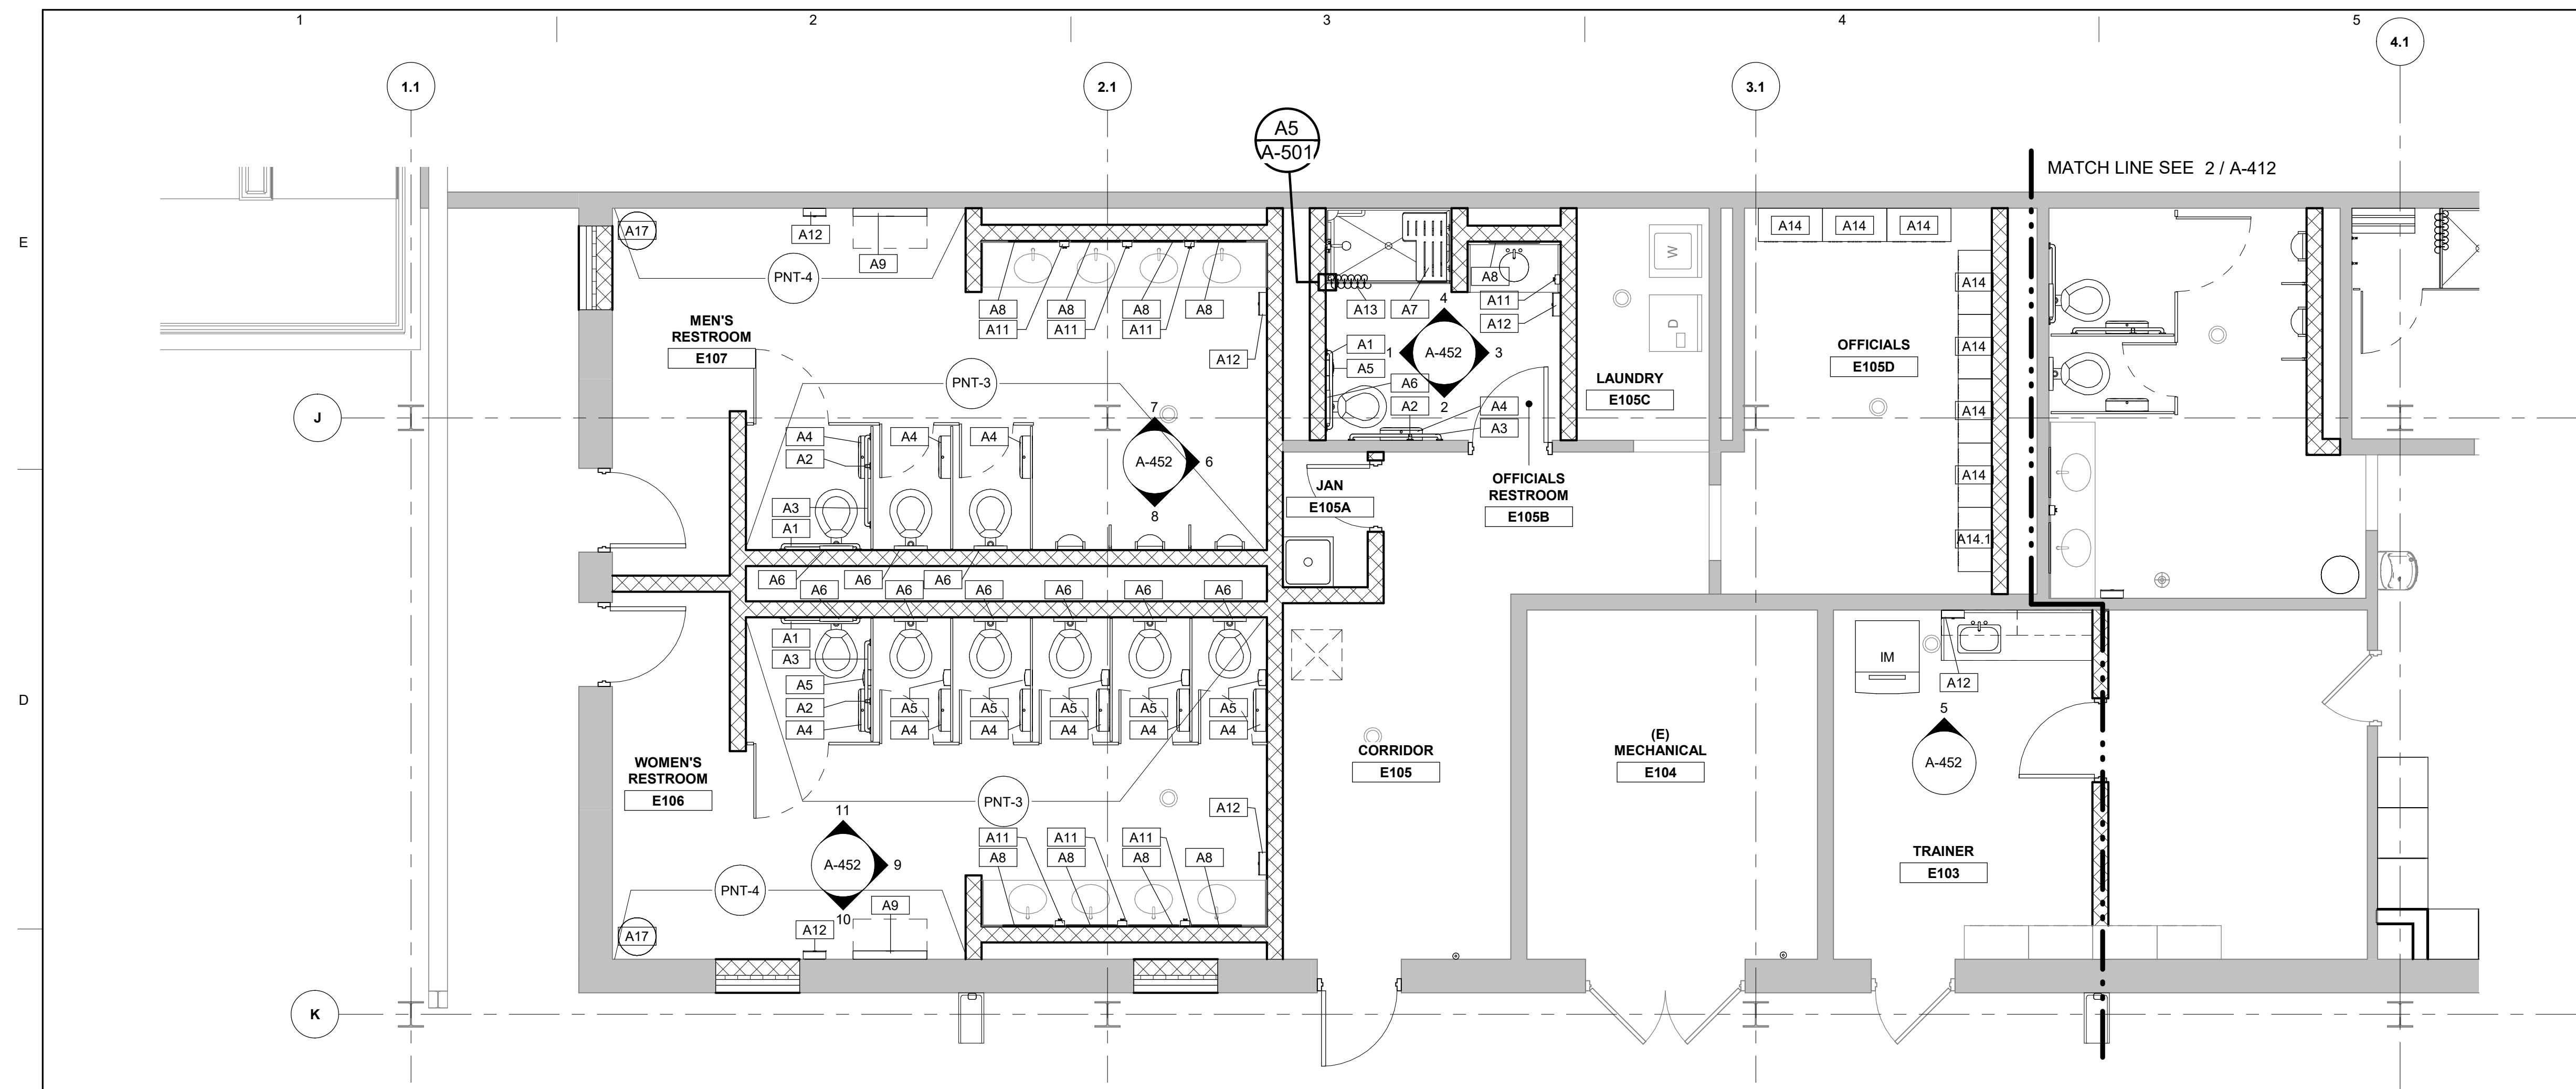 1 2 3 4 5
4.1
1.1 2.1 3.1
A5
A-501
MATCH LINE SEE 2 / A-412
E
A17 A12 A14 A14 A14
A9
PNT-4
A8 W
A14
A8 A8 A8 A8 A13 A7 4 A11
A11 A11 A11 A12 D
MEN'S
RESTROOM
E107
A12 A1 1 A-452 3
A5
OFFICIALS
E105D
A14
LAUNDRY
E105C
PNT-3 A6
A2 2 A4
A3
J
7
A14
A4 A4 A4
A2 A-452 6
8
A14
JAN
E105A
OFFICIALS
RESTROOM
E105B
A3
A1
A14.1
A6 A6 A6
A6 A6 A6 A6 A6 A6
A1
A3
IM
A5 A12
A2 A5 A5 A5 A5 A5
A4 A4 A4 A4 A4 A4
D
5
A-452
CORRIDOR
E105
(E)
MECHANICAL
E104
WOMEN'S
RESTROOM
E106
PNT-3
A12
11
A-452 9
10
A11 A11 A11
A8 A8 A8 A8
TRAINER
E103
PNT-4 A9
A17 A12
K